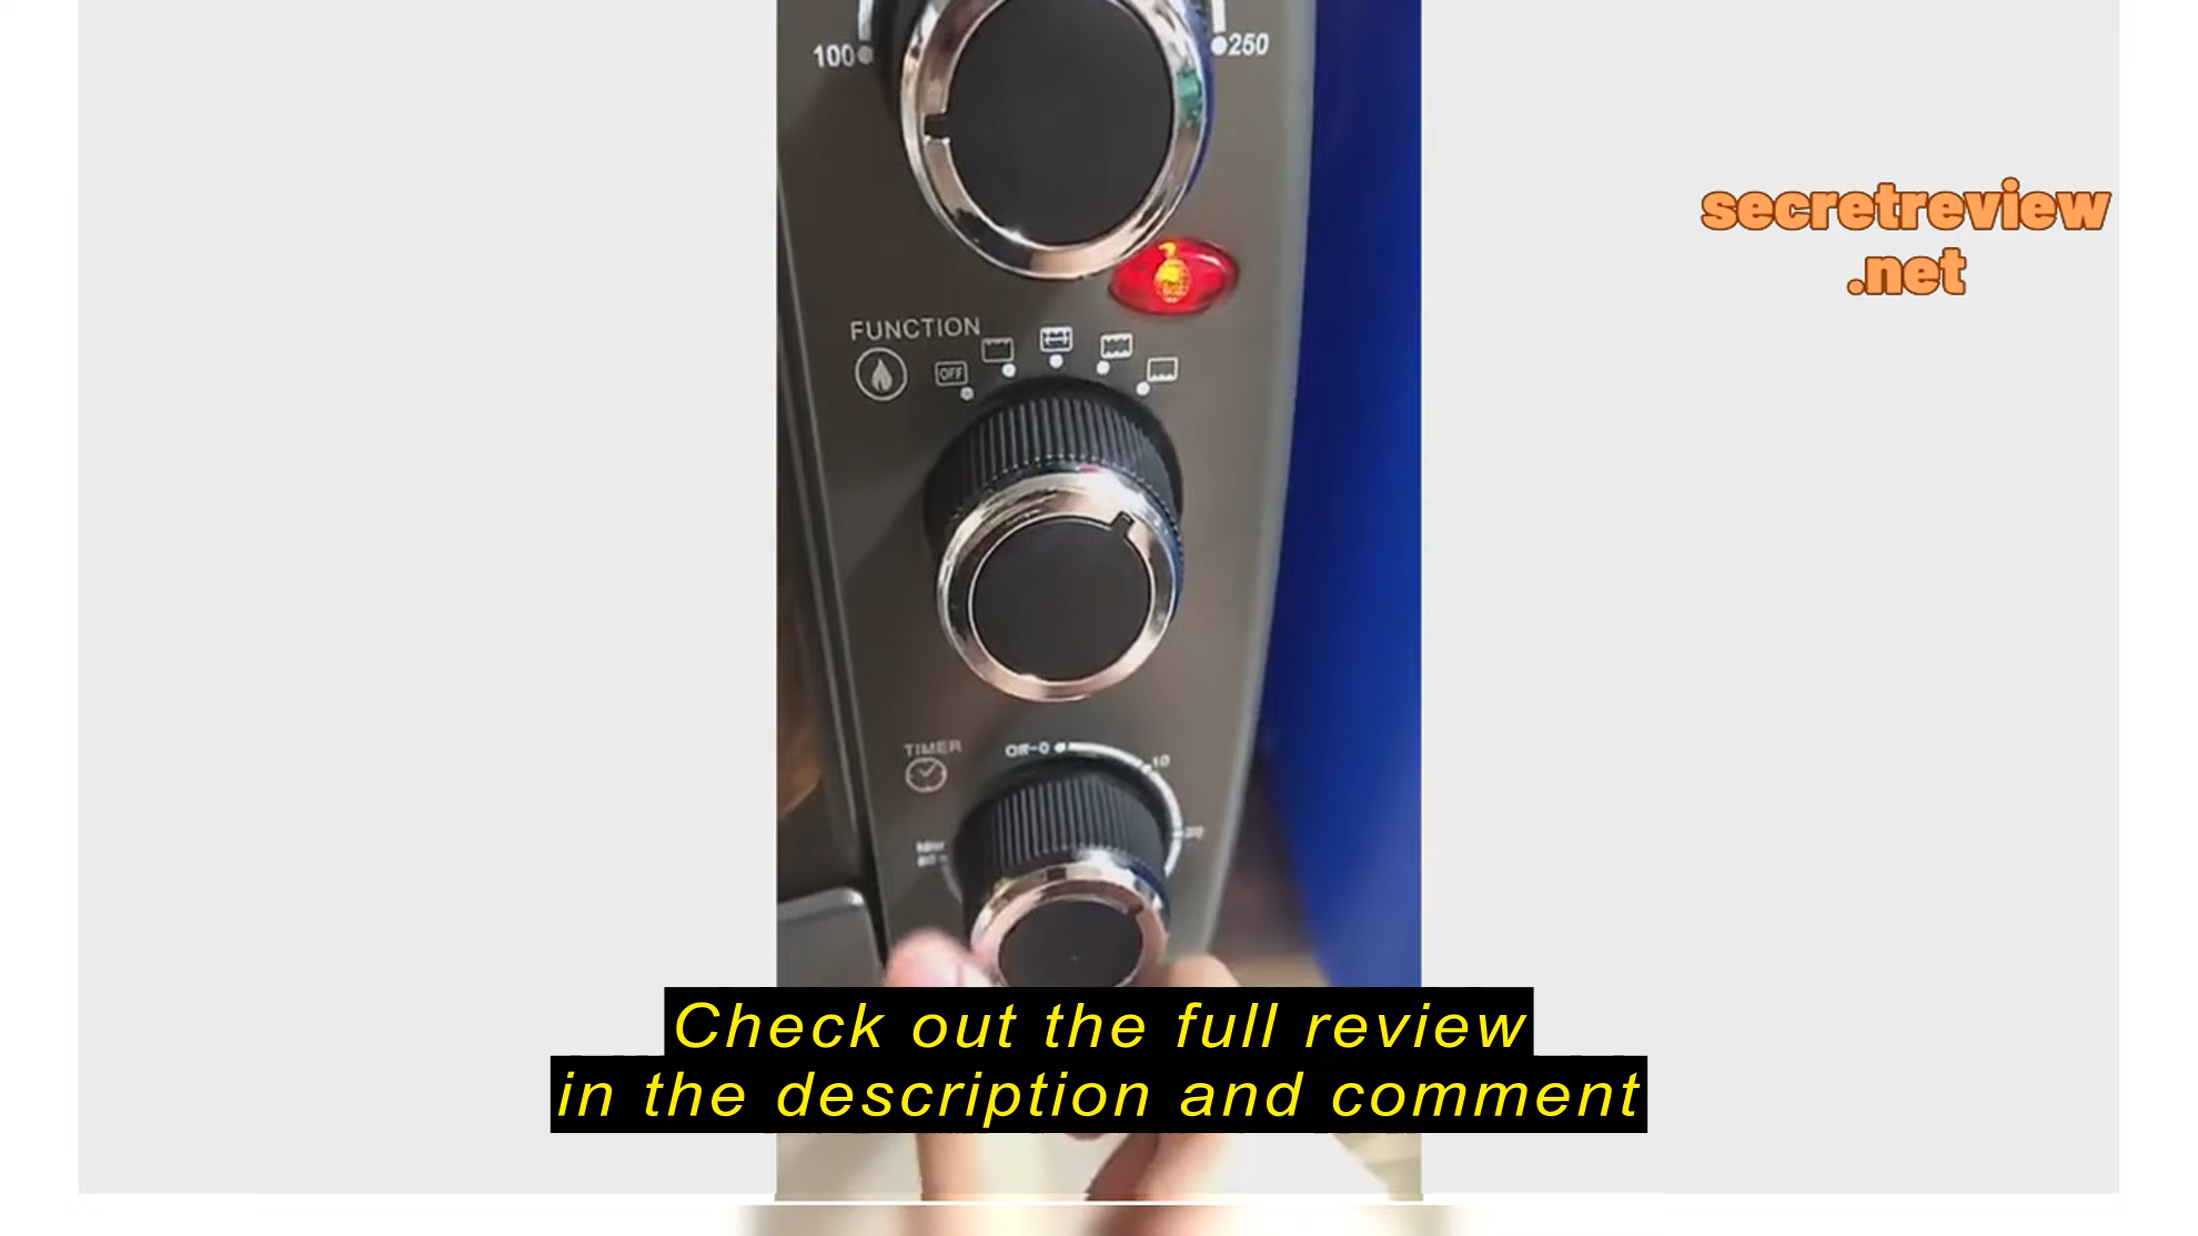 100
250
secretreview
.net
FUNCTION
OFF
TIMER
Off-0
10
20
Check out the full review
in the description and comment